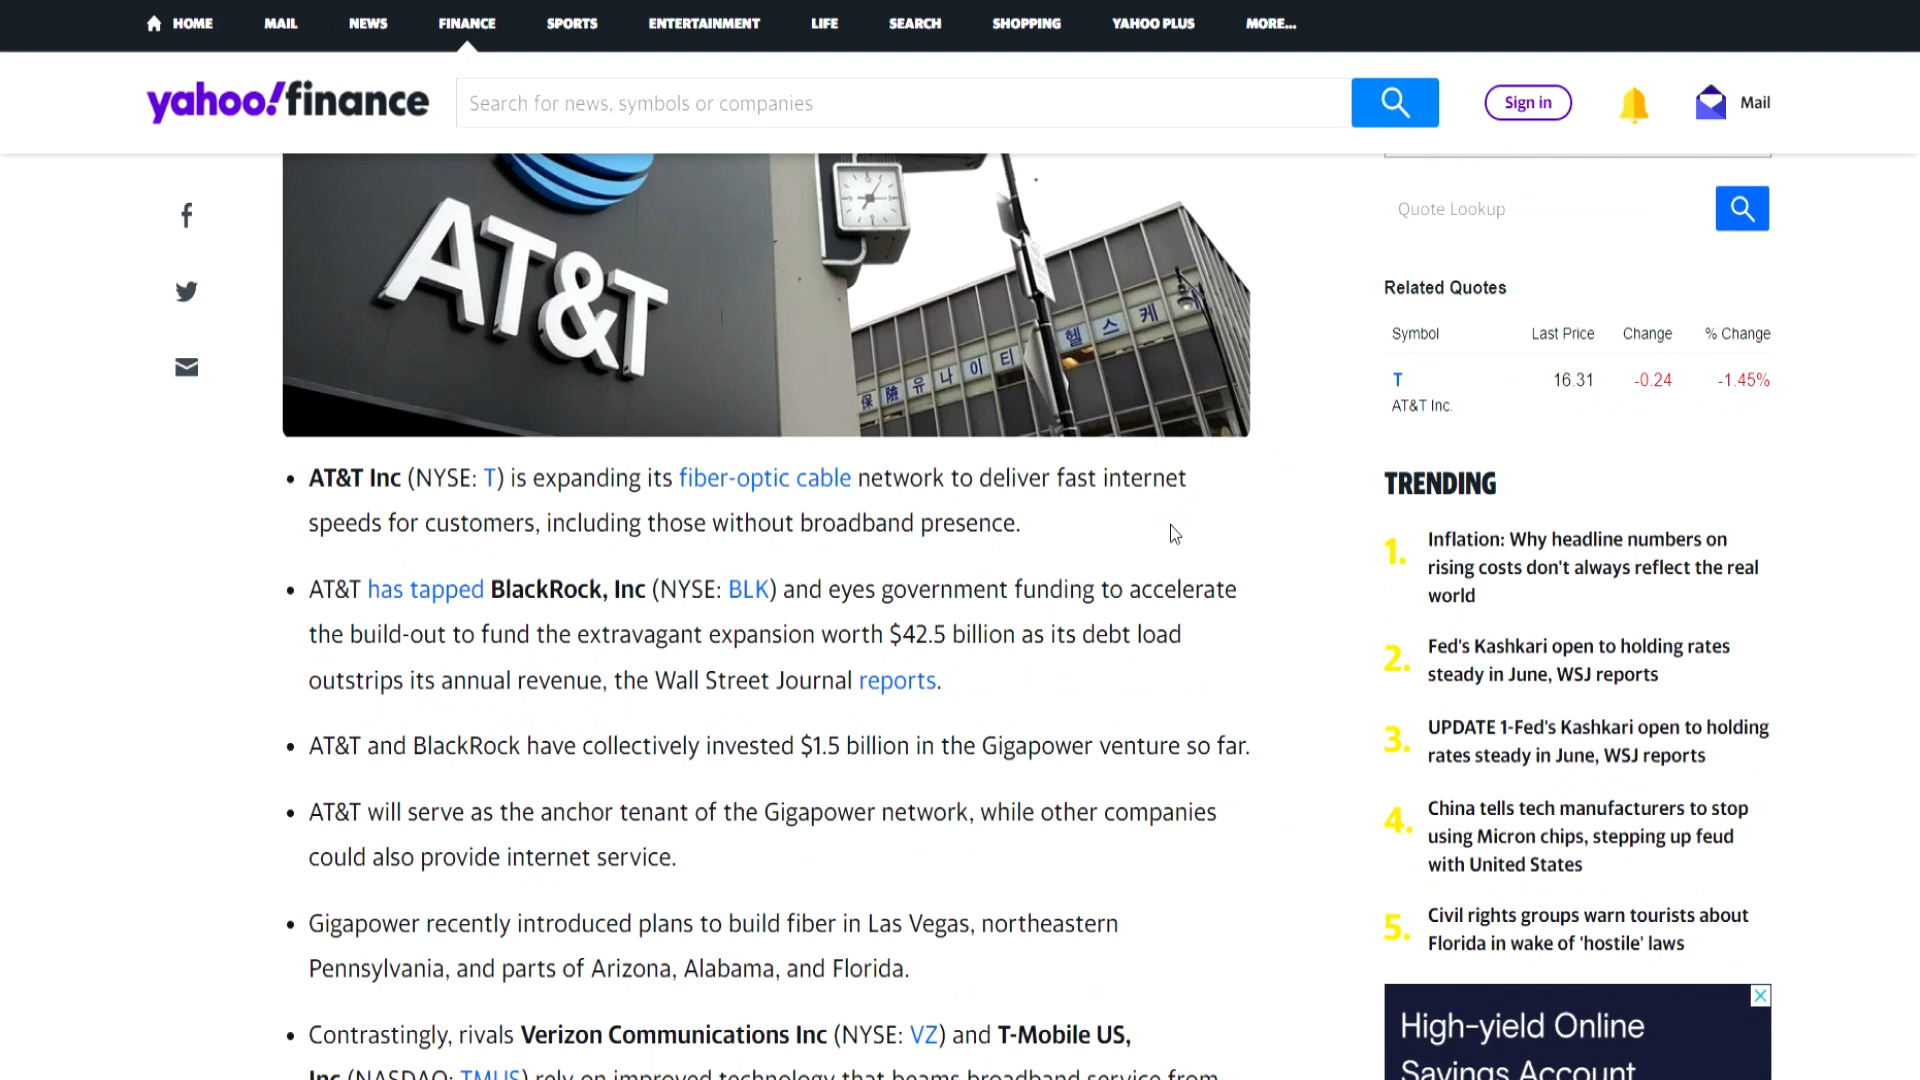 HOME MAIL NEWS FINANCE SPORTS ENTERTAINMENT LIFE SEARCH SHOPPING YAHOO PLUS MORE...
yahoo!finance
Search for news, symbols or companies
Sign in
Mail
AT&T
保險유나이티
헬스케어
AT&T Inc (NYSE: T) is expanding its fiber-optic cable network to deliver fast internet
speeds for customers, including those without broadband presence.
AT&T has tapped BlackRock, Inc (NYSE: BLK) and eyes government funding to accelerate
the build-out to fund the extravagant expansion worth $42.5 billion as its debt load
outstrips its annual revenue, the Wall Street Journal reports.
AT&T and BlackRock have collectively invested $1.5 billion in the Gigapower venture so far.
AT&T will serve as the anchor tenant of the Gigapower network, while other companies
could also provide internet service.
Gigapower recently introduced plans to build fiber in Las Vegas, northeastern
Pennsylvania, and parts of Arizona, Alabama, and Florida.
Contrastingly, rivals Verizon Communications Inc (NYSE: VZ) and T-Mobile US,
Inc (NASDAQ: TMUS) rely on improved technology that beams broadband service from
Quote Lookup
Related Quotes
Symbol Last Price Change % Change
T 16.31 -0.24 -1.45%
AT&T Inc.
TRENDING
1. Inflation: Why headline numbers on
rising costs don't always reflect the real
world
2. Fed's Kashkari open to holding rates
steady in June, WSJ reports
3. UPDATE 1-Fed's Kashkari open to holding
rates steady in June, WSJ reports
4. China tells tech manufacturers to stop
using Micron chips, stepping up feud
with United States
5. Civil rights groups warn tourists about
Florida in wake of 'hostile' laws
High-yield Online
Savings Account